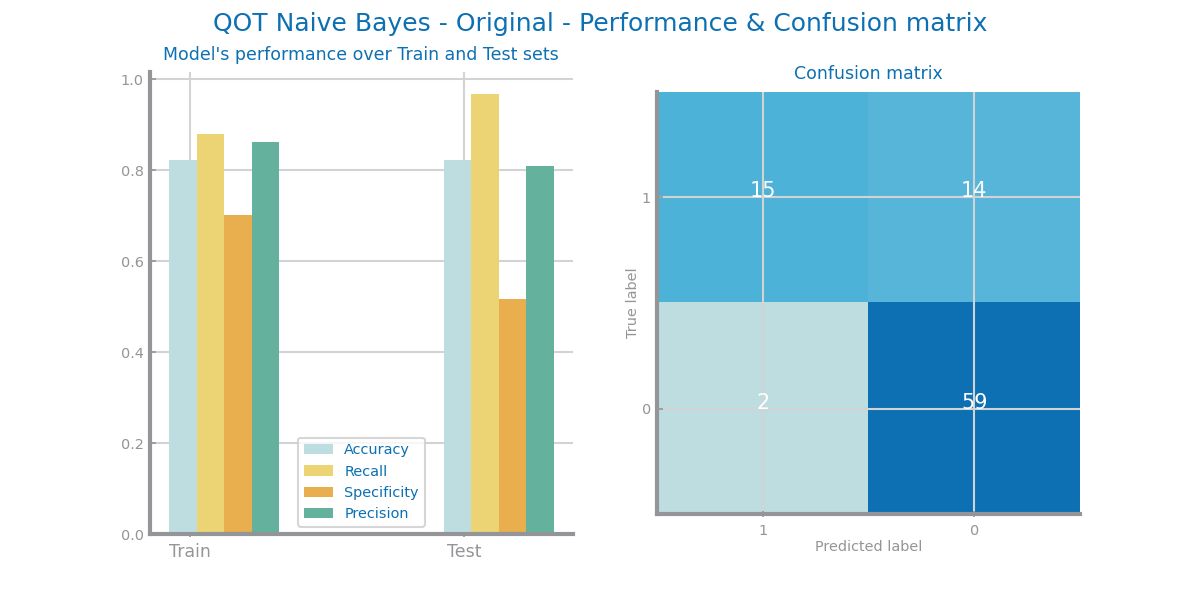 QOT Naive Bayes - Original - Performance & Confusion matrix
Model's performance over Train and Test sets
1.0
0.8
0.6
0.4
0.2
0.0
Accuracy
Recall
Specificity
Precision
Train
Test
Confusion matrix
True label
1
0
15
14
2
59
1
0
Predicted label